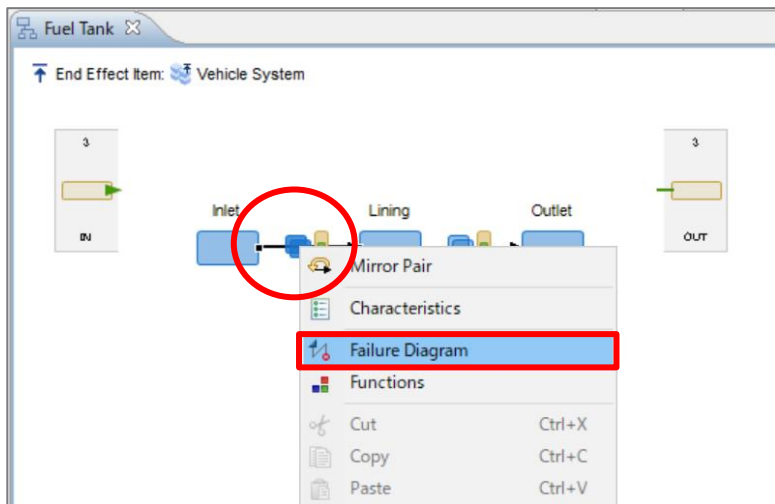 Fuel Tank
End Effect Item: Vehicle System
3
3
Inlet
Lining
Outlet
IN
OUT
Mirror Pair
Characteristics
Failure Diagram
Functions
Cut Ctrl+X
Copy Ctrl+C
Paste Ctrl+V